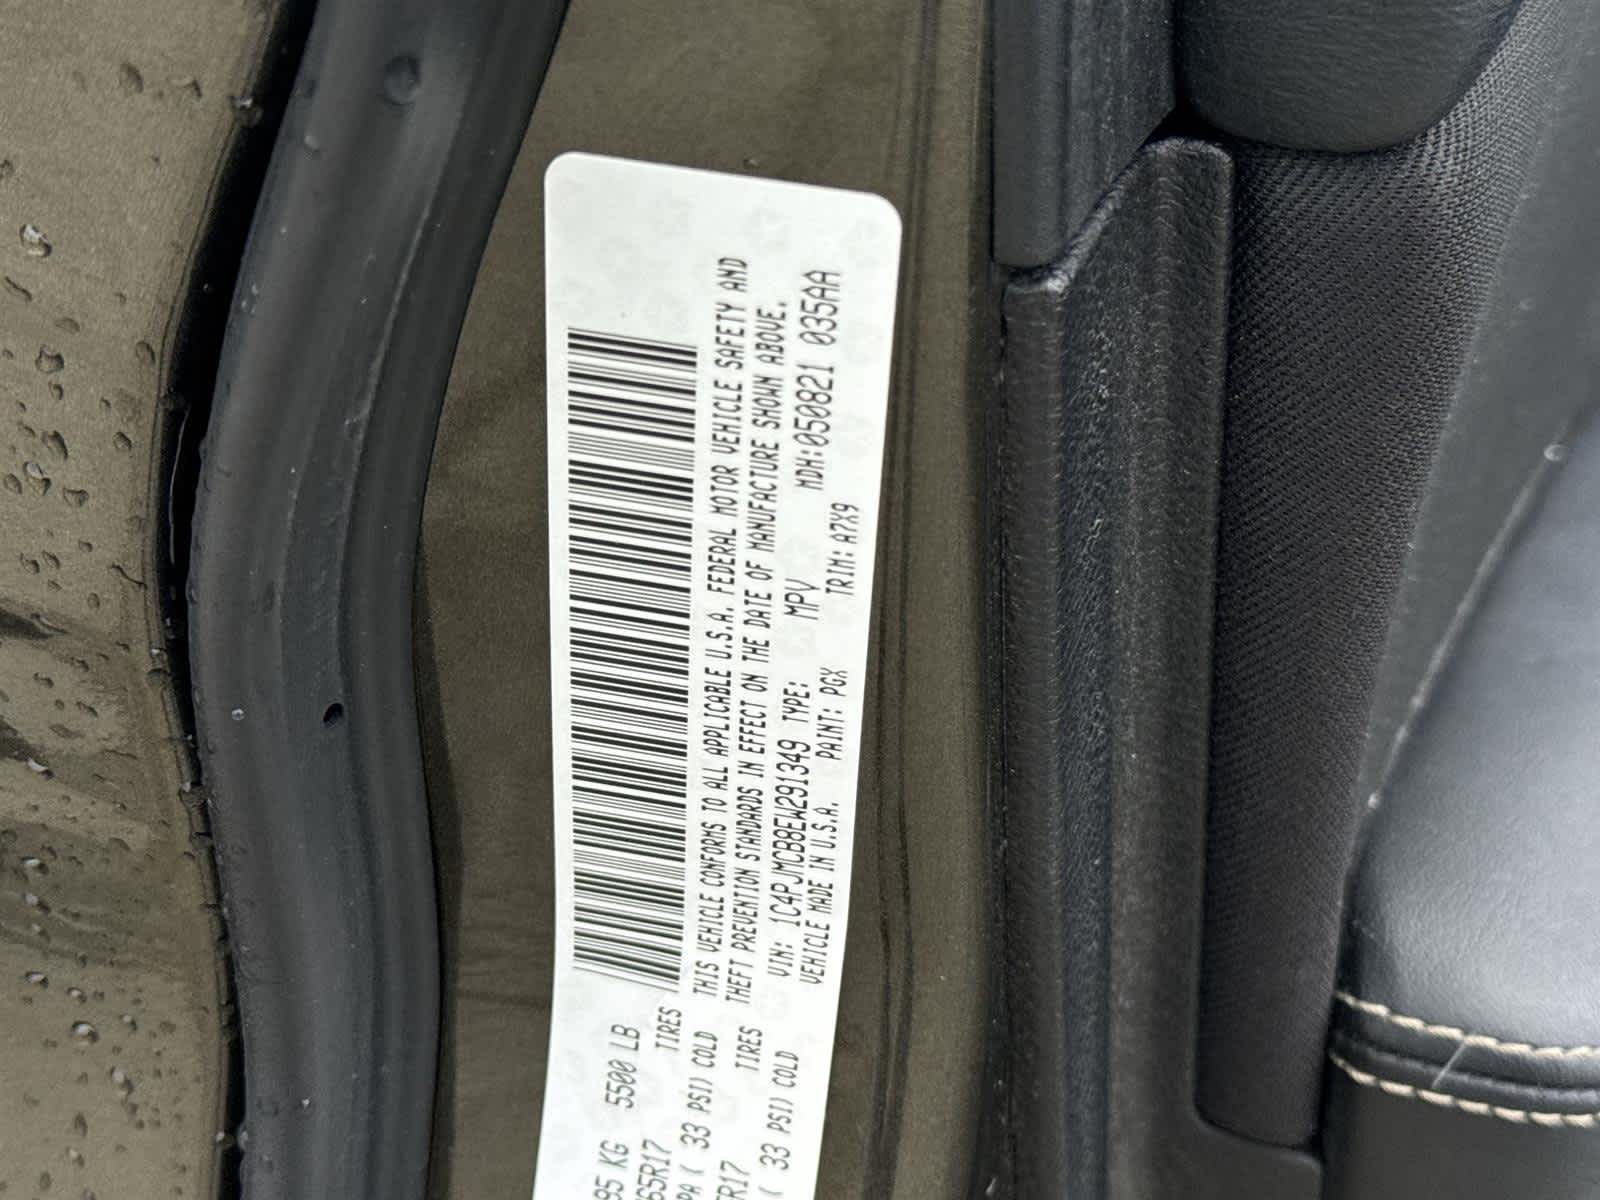 95 KG 5500 LB
65R17 TIRES
PA ( 33 PSI) COLD
R17 TIRES
( 33 PSI) COLD
THIS VEHICLE CONFORMS TO ALL APPLICABLE U.S.A. FEDERAL MOTOR VEHICLE SAFETY AND
THEFT PREVENTION STANDARDS IN EFFECT ON THE DATE OF MANUFACTURE SHOWN ABOVE.
VIN: 1C4PJMCB8EW291349 TYPE: MPV MDH:050821 035AA
VEHICLE MADE IN U.S.A. PAINT: PGX TRIM: A7X9